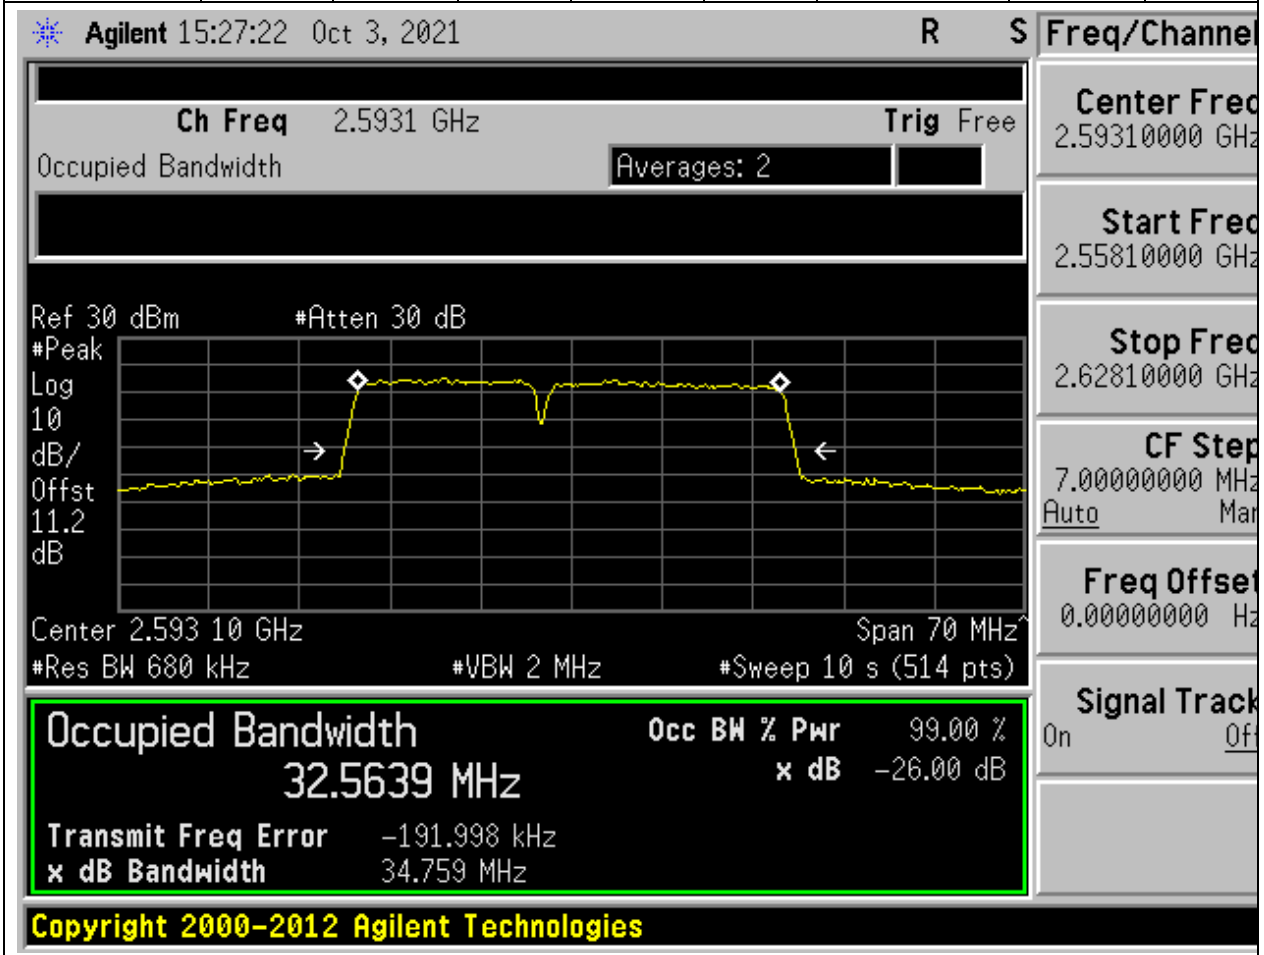 Agilent 15:27:22 Oct 3, 2021 R S
Freq/Channel
Ch Freq 2.5931 GHz Trig Free
Occupied Bandwidth Averages: 2
Center Freq
2.59310000 GHz
Start Freq
2.55810000 GHz
Stop Freq
2.62810000 GHz
CF Step
7.00000000 MHz
Auto Man
Freq Offset
0.00000000 Hz
Signal Track
On Off
Ref 30 dBm #Atten 30 dB
#Peak
Log
10
dB/
Offst
11.2
dB
Center 2.593 10 GHz Span 70 MHz^
#Res BW 680 kHz #VBW 2 MHz #Sweep 10 s (514 pts)
Occupied Bandwidth Occ BW % Pwr 99.00 %
32.5639 MHz x dB -26.00 dB
Transmit Freq Error -191.998 kHz
x dB Bandwidth 34.759 MHz
Copyright 2000-2012 Agilent Technologies